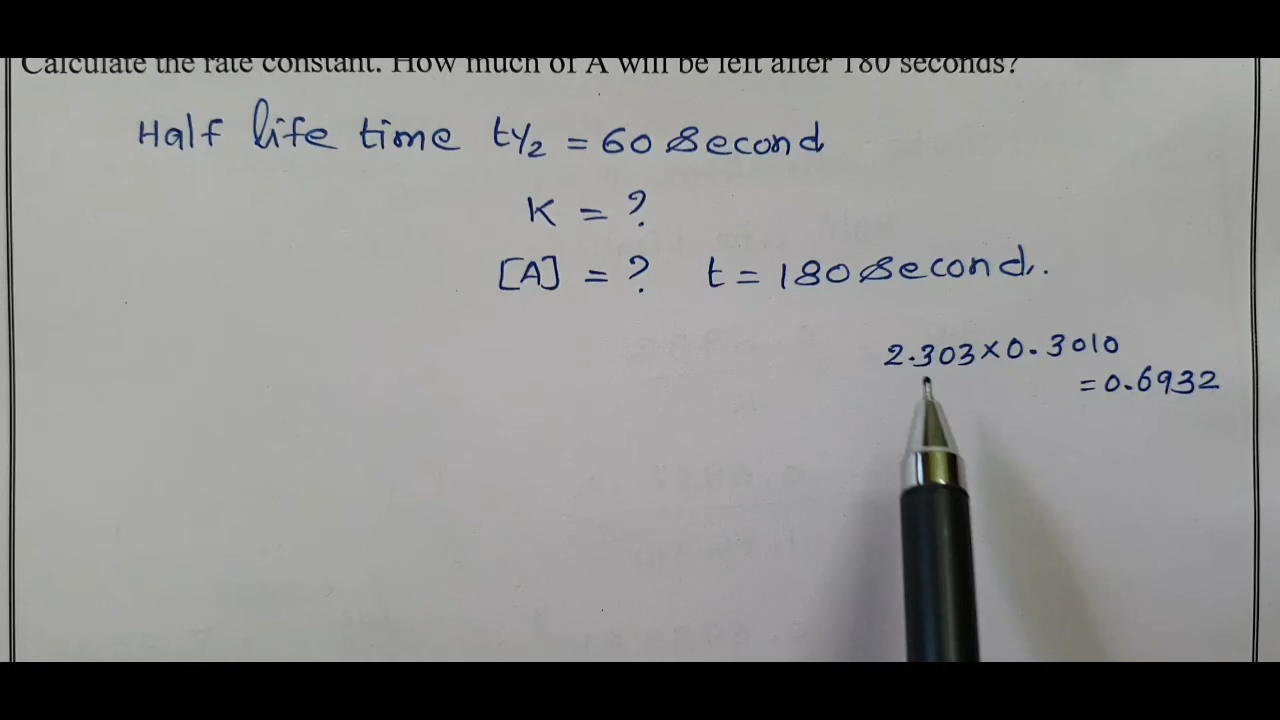 Calculate the rate constant. How much of A will be left after 180 seconds?
Half life time t½ = 60 Second
K = ?
[A] = ? t = 180 Second.
2.303 × 0.3010
= 0.6932